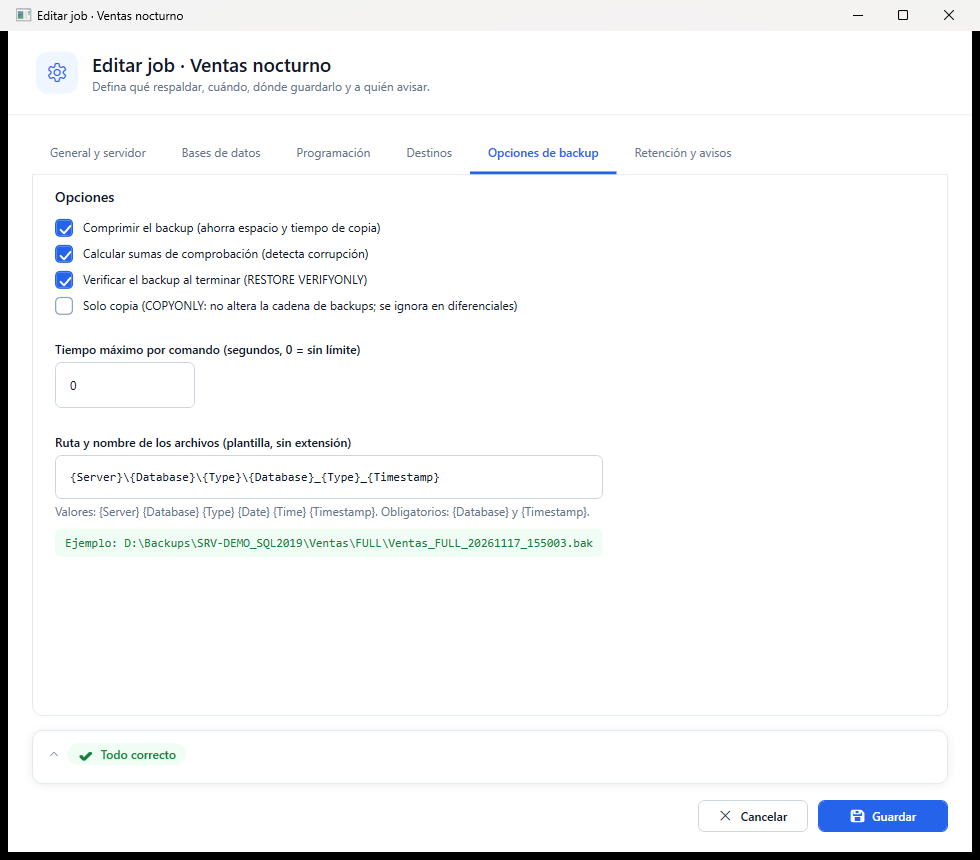 Editar job · Ventas nocturno
Editar job · Ventas nocturno
Defina qué respaldar, cuándo, dónde guardarlo y a quién avisar.
General y servidor
Bases de datos
Programación
Destinos
Opciones de backup
Retención y avisos
Opciones
Comprimir el backup (ahorra espacio y tiempo de copia)
Calcular sumas de comprobación (detecta corrupción)
Verificar el backup al terminar (RESTORE VERIFYONLY)
Solo copia (COPYONLY: no altera la cadena de backups; se ignora en diferenciales)
Tiempo máximo por comando (segundos, 0 = sin límite)
0
Ruta y nombre de los archivos (plantilla, sin extensión)
{Server}\{Database}\{Type}\{Database}_{Type}_{Timestamp}
Valores: {Server} {Database} {Type} {Date} {Time} {Timestamp}. Obligatorios: {Database} y {Timestamp}.
Ejemplo: D:\Backups\SRV-DEMO_SQL2019\Ventas\FULL\Ventas_FULL_20261117_155003.bak
Todo correcto
Cancelar
Guardar